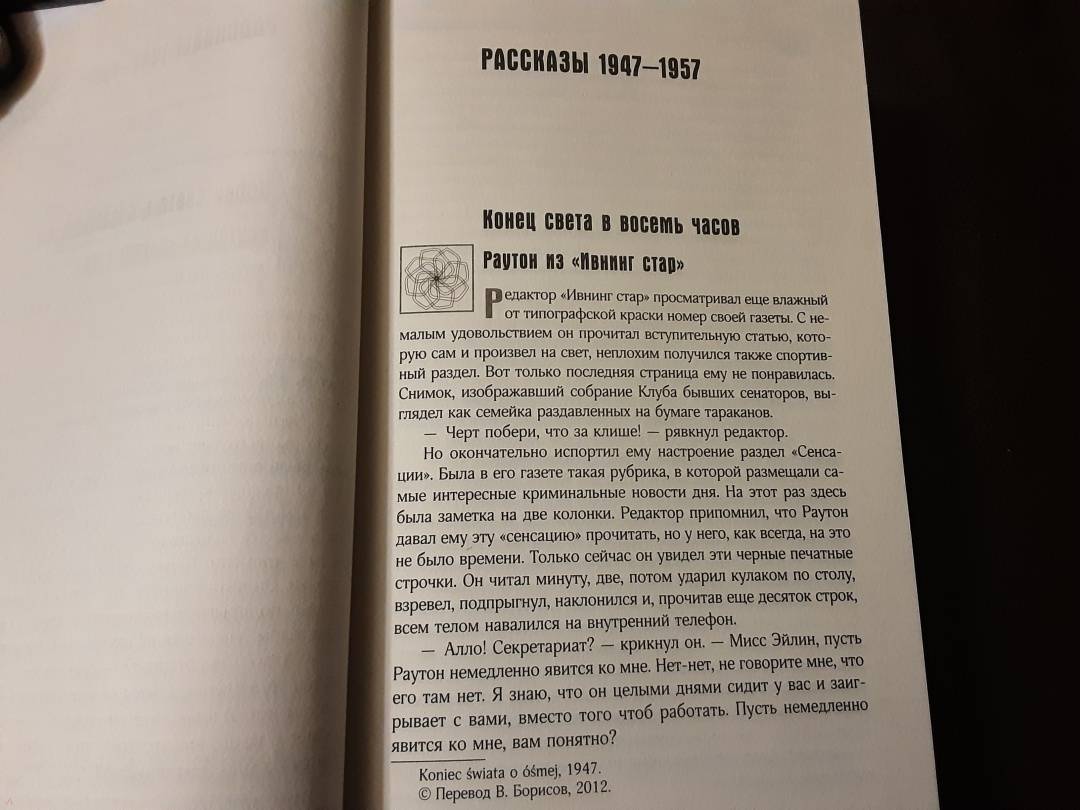 РАССКАЗЫ 1947—1957
Конец света в восемь часов
Раутон из «Ивнинг стар»
Редактор «Ивнинг стар» просматривал еще влажный
от типографской краски номер своей газеты. С не-
малым удовольствием он прочитал вступительную статью, кото-
рую сам и произвел на свет, неплохим получился также спортив-
ный раздел. Вот только последняя страница ему не понравилась.
Снимок, изображавший собрание Клуба бывших сенаторов, вы-
глядел как семейка раздавленных на бумаге тараканов.
— Черт побери, что за клише! — рявкнул редактор.
Но окончательно испортил ему настроение раздел «Сенса-
ции». Была в его газете такая рубрика, в которой размещали са-
мые интересные криминальные новости дня. На этот раз здесь
была заметка на две колонки. Редактор припомнил, что Раутон
давал ему эту «сенсацию» прочитать, но у него, как всегда, на это
не было времени. Только сейчас он увидел эти черные печатные
строчки. Он читал минуту, две, потом ударил кулаком по столу,
взревел, подпрыгнул, наклонился и, прочитав еще десяток строк,
всем телом навалился на внутренний телефон.
— Алло! Секретариат? — крикнул он. — Мисс Эйлин, пусть
Раутон немедленно явится ко мне. Нет-нет, не говорите мне, что
его там нет. Я знаю, что он целыми днями сидит у вас и заиг-
рывает с вами, вместо того чтоб работать. Пусть немедленно
явится ко мне, вам понятно?
Koniec świata o ósmej, 1947.
© Перевод В. Борисов, 2012.